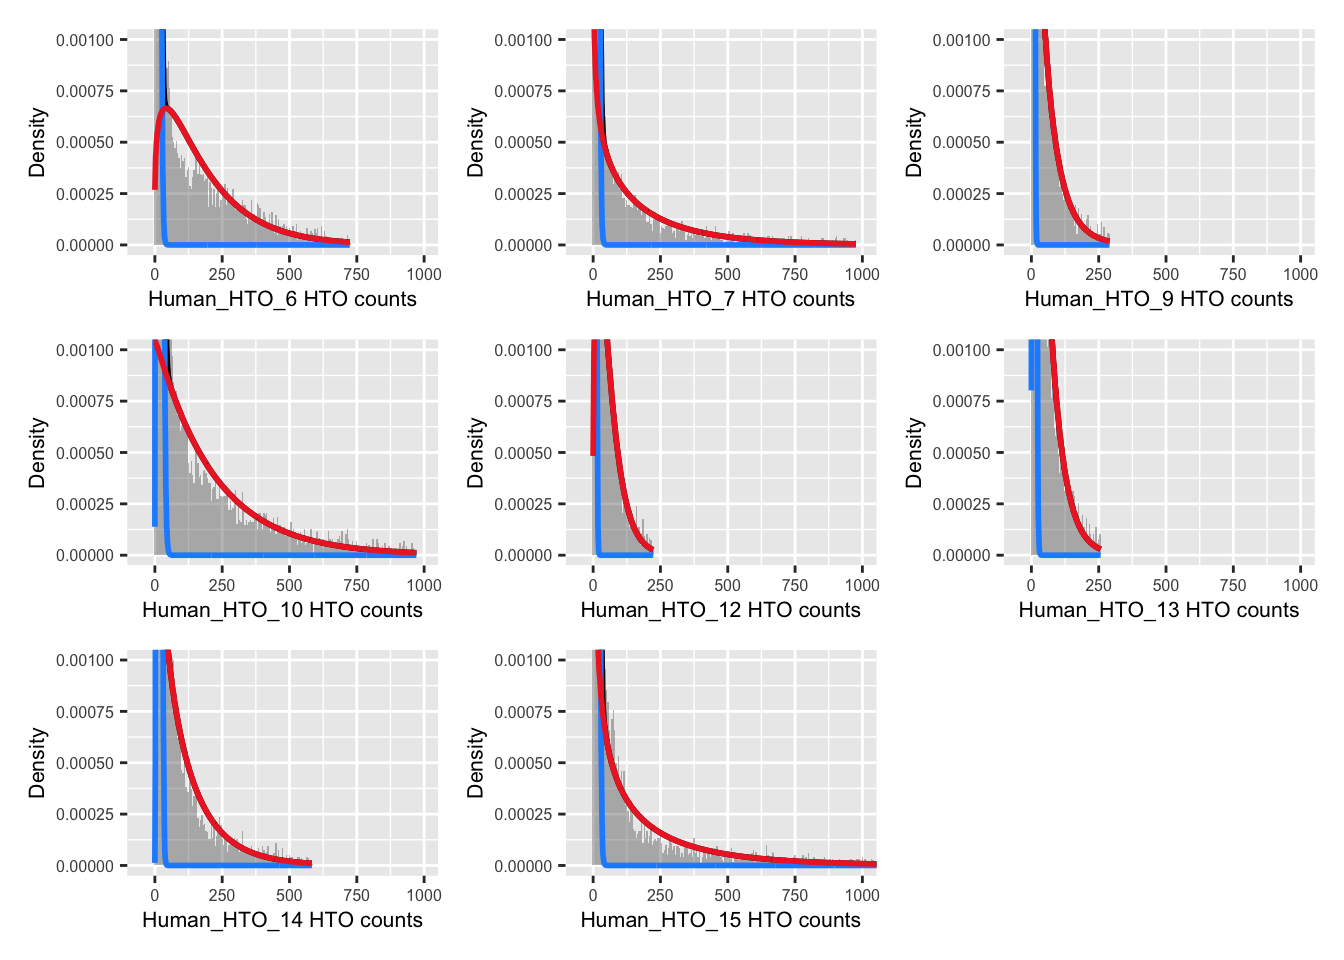 0.00100
0.00075
0.00050
0.00025
0.00000
Density
0 250 500 750 1000
Human_HTO_6 HTO counts
0.00100
0.00075
0.00050
0.00025
0.00000
Density
0 250 500 750 1000
Human_HTO_7 HTO counts
0.00100
0.00075
0.00050
0.00025
0.00000
Density
0 250 500 750 1000
Human_HTO_9 HTO counts
0.00100
0.00075
0.00050
0.00025
0.00000
Density
0 250 500 750 1000
Human_HTO_10 HTO counts
0.00100
0.00075
0.00050
0.00025
0.00000
Density
0 250 500 750 1000
Human_HTO_12 HTO counts
0.00100
0.00075
0.00050
0.00025
0.00000
Density
0 250 500 750 1000
Human_HTO_13 HTO counts
0.00100
0.00075
0.00050
0.00025
0.00000
Density
0 250 500 750 1000
Human_HTO_14 HTO counts
0.00100
0.00075
0.00050
0.00025
0.00000
Density
0 250 500 750 1000
Human_HTO_15 HTO counts